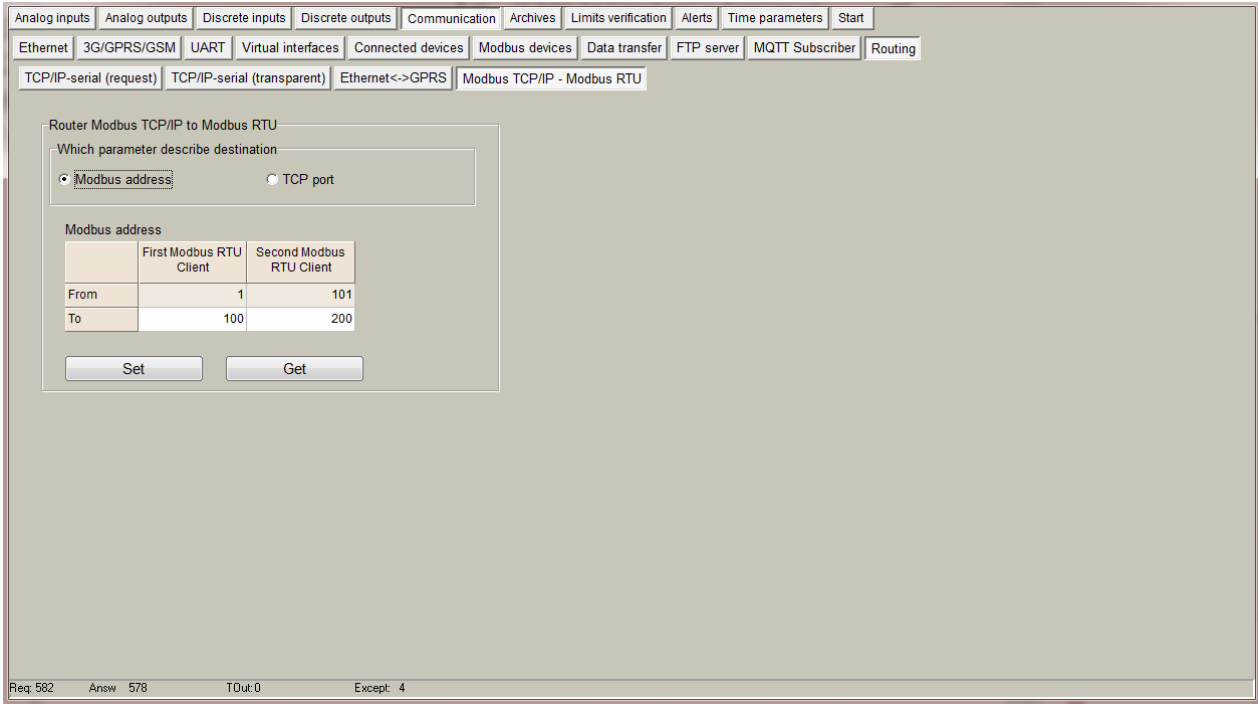 Analog inputs Analog outputs Discrete inputs Discrete outputs Communication Archives Limits verification Alerts Time parameters Start
Ethernet 3G/GPRS/GSM UART Virtual interfaces Connected devices Modbus devices Data transfer FTP server MQTT Subscriber Routing
TCP/IP-serial (request) TCP/IP-serial (transparent) Ethernet<->GPRS Modbus TCP/IP - Modbus RTU
Router Modbus TCP/IP to Modbus RTU
Which parameter describe destination
Modbus address TCP port
Modbus address
First Modbus RTU Second Modbus
Client RTU Client
From 1 101
To 100 200
Set Get
Req: 582 Answ 578 TOut: 0 Except: 4